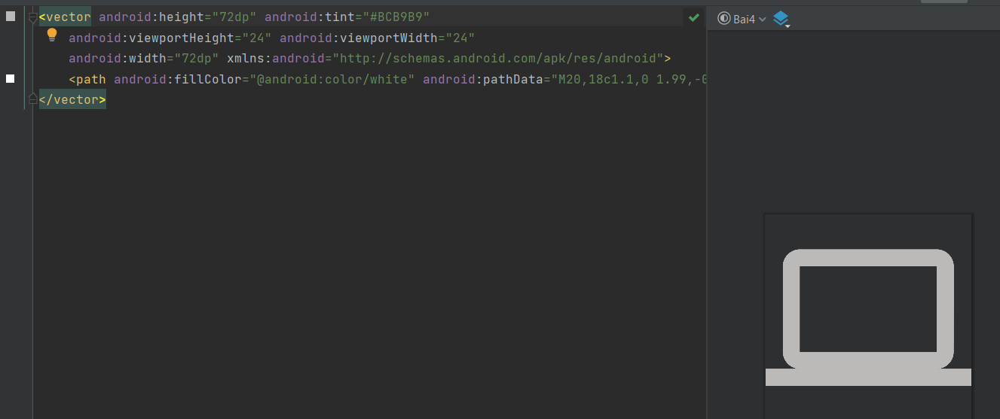 <vector android:height="72dp" android:tint="#BCB9B9"
android:viewportHeight="24" android:viewportWidth="24"
android:width="72dp" xmlns:android="http://schemas.android.com/apk/res/android">
<path android:fillColor="@android:color/white" android:pathData="M20,18c1.1,0 1.99,-0
</vector>
Bai4